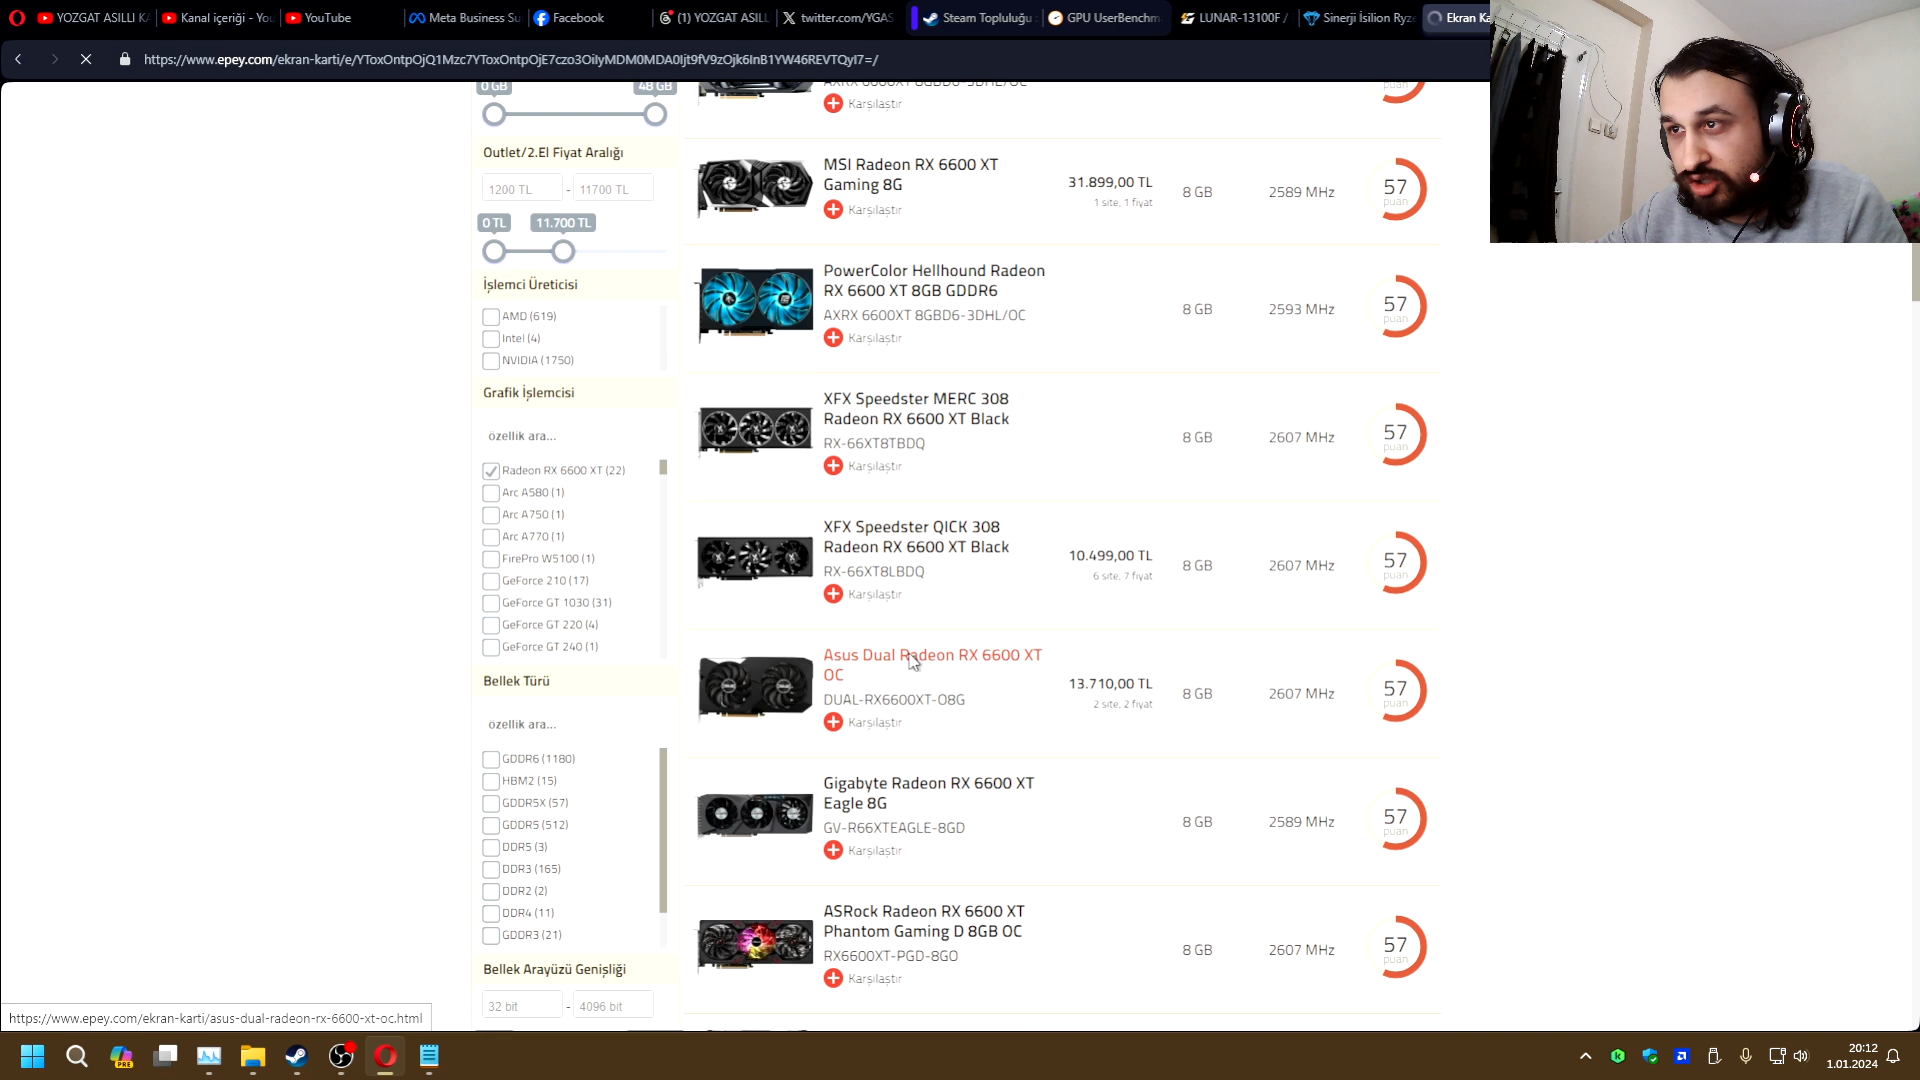 YOZGAT ASILLI KA
Kanal içeriği - You
YouTube
Meta Business Su
Facebook
(1) YOZGAT ASILL
twitter.com/YGAS
Steam Topluluğu
GPU UserBenchm
LUNAR-13100F /
Sinerji İsilion Ryze
Ekran Ka
https://www.epey.com/ekran-karti/e/YToxOntpOjQ1Mzc7YToxOntpOjE7czo3OiIyMDM0MDA0Ijt9fV9zOjk6InB1YW46REVTQyI7=/
0 GB
48 GB
Outlet/2.El Fiyat Aralığı
1200 TL - 11700 TL
0 TL
11.700 TL
İşlemci Üreticisi
AMD (619)
Intel (4)
NVIDIA (1750)
Grafik İşlemcisi
özellik ara...
Radeon RX 6600 XT (22)
Arc A580 (1)
Arc A750 (1)
Arc A770 (1)
FirePro W5100 (1)
GeForce 210 (17)
GeForce GT 1030 (31)
GeForce GT 220 (4)
GeForce GT 240 (1)
Bellek Türü
özellik ara...
GDDR6 (1180)
HBM2 (15)
GDDR5X (57)
GDDR5 (512)
DDR5 (3)
DDR3 (165)
DDR2 (2)
DDR4 (11)
GDDR3 (21)
Bellek Arayüzü Genişliği
32 bit - 4096 bit
AXRX 6600XT 8GBD6-3DHL/OC
Karşılaştır
puan
MSI Radeon RX 6600 XT
Gaming 8G
Karşılaştır
31.899,00 TL
1 site, 1 fiyat
8 GB
2589 MHz
57
puan
PowerColor Hellhound Radeon
RX 6600 XT 8GB GDDR6
AXRX 6600XT 8GBD6-3DHL/OC
Karşılaştır
8 GB
2593 MHz
57
puan
XFX Speedster MERC 308
Radeon RX 6600 XT Black
RX-66XT8TBDQ
Karşılaştır
8 GB
2607 MHz
57
puan
XFX Speedster QICK 308
Radeon RX 6600 XT Black
RX-66XT8LBDQ
Karşılaştır
10.499,00 TL
6 site, 7 fiyat
8 GB
2607 MHz
57
puan
Asus Dual Radeon RX 6600 XT
OC
DUAL-RX6600XT-O8G
Karşılaştır
13.710,00 TL
2 site, 2 fiyat
8 GB
2607 MHz
57
puan
Gigabyte Radeon RX 6600 XT
Eagle 8G
GV-R66XTEAGLE-8GD
Karşılaştır
8 GB
2589 MHz
57
puan
ASRock Radeon RX 6600 XT
Phantom Gaming D 8GB OC
RX6600XT-PGD-8GO
Karşılaştır
8 GB
2607 MHz
57
puan
https://www.epey.com/ekran-karti/asus-dual-radeon-rx-6600-xt-oc.html
PRE
20:12
1.01.2024